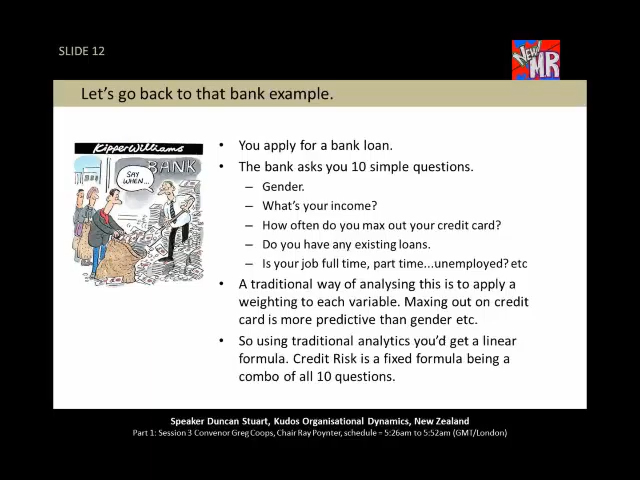 SLIDE 12
New!
MR
Let's go back to that bank example.
KipperWilliams
BANK
SAY
WHEN...
• You apply for a bank loan.
• The bank asks you 10 simple questions.
– Gender.
– What's your income?
– How often do you max out your credit card?
– Do you have any existing loans.
– Is your job full time, part time...unemployed? etc
• A traditional way of analysing this is to apply a
weighting to each variable. Maxing out on credit
card is more predictive than gender etc.
• So using traditional analytics you'd get a linear
formula. Credit Risk is a fixed formula being a
combo of all 10 questions.
Speaker Duncan Stuart, Kudos Organisational Dynamics, New Zealand
Part 1: Session 3 Convenor Greg Coops, Chair Ray Poynter, schedule = 5:26am to 5:52am (GMT/London)